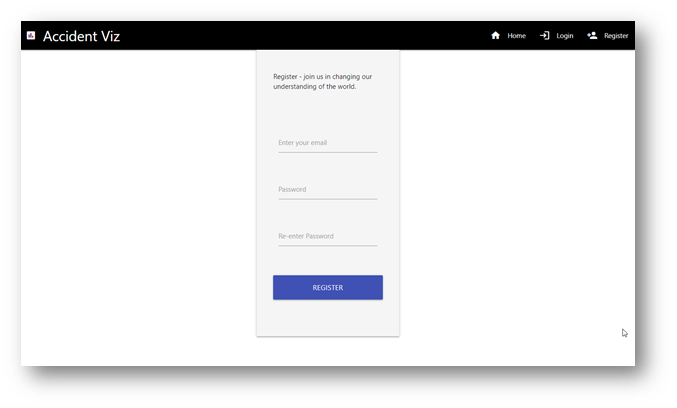 Accident Viz
Home
Login
Register
Register - join us in changing our
understanding of the world.
Enter your email
Password
Re-enter Password
REGISTER